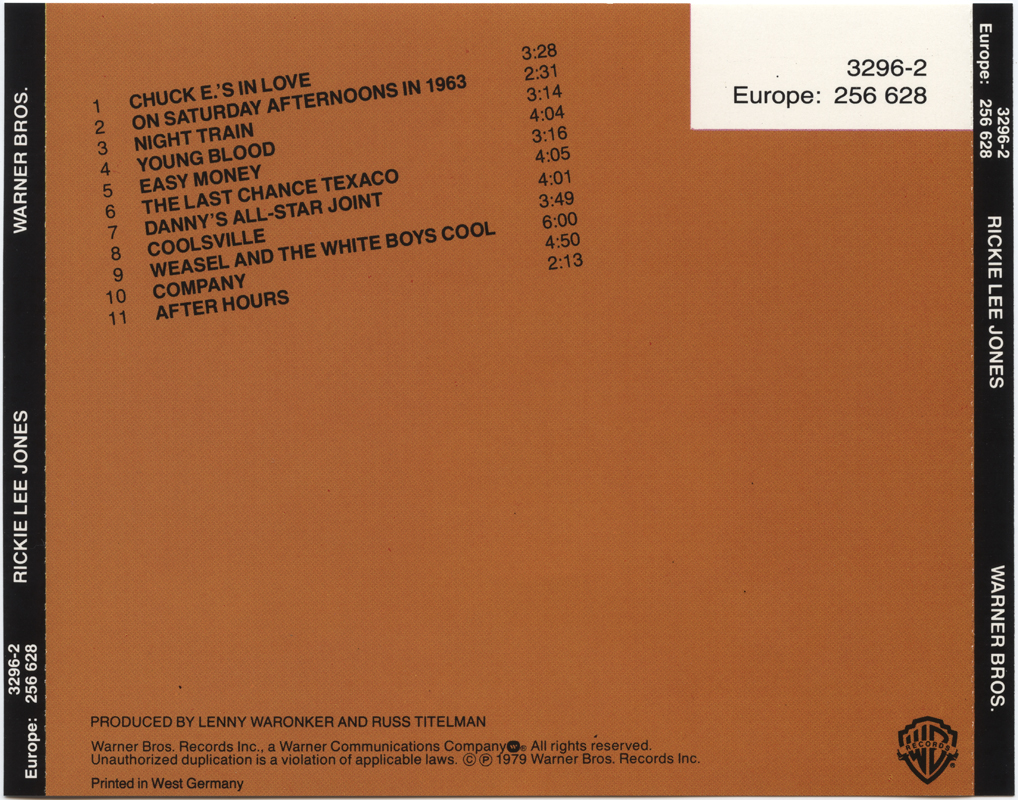 3296-2
Europe: 256 628
1 CHUCK E.'S IN LOVE 3:28
2 ON SATURDAY AFTERNOONS IN 1963 2:31
3 NIGHT TRAIN 3:14
4 YOUNG BLOOD 4:04
5 EASY MONEY 3:16
6 THE LAST CHANCE TEXACO 4:05
7 DANNY'S ALL-STAR JOINT 4:01
8 COOLSVILLE 3:49
9 WEASEL AND THE WHITE BOYS COOL 6:00
10 COMPANY 4:50
11 AFTER HOURS 2:13
PRODUCED BY LENNY WARONKER AND RUSS TITELMAN
Warner Bros. Records Inc., a Warner Communications Company W® All rights reserved.
Unauthorized duplication is a violation of applicable laws. © ℗ 1979 Warner Bros. Records Inc.
Printed in West Germany
RECORDS
WB
®
3296-2
Europe: 256 628
RICKIE LEE JONES
WARNER BROS.
3296-2
Europe: 256 628
RICKIE LEE JONES
WARNER BROS.